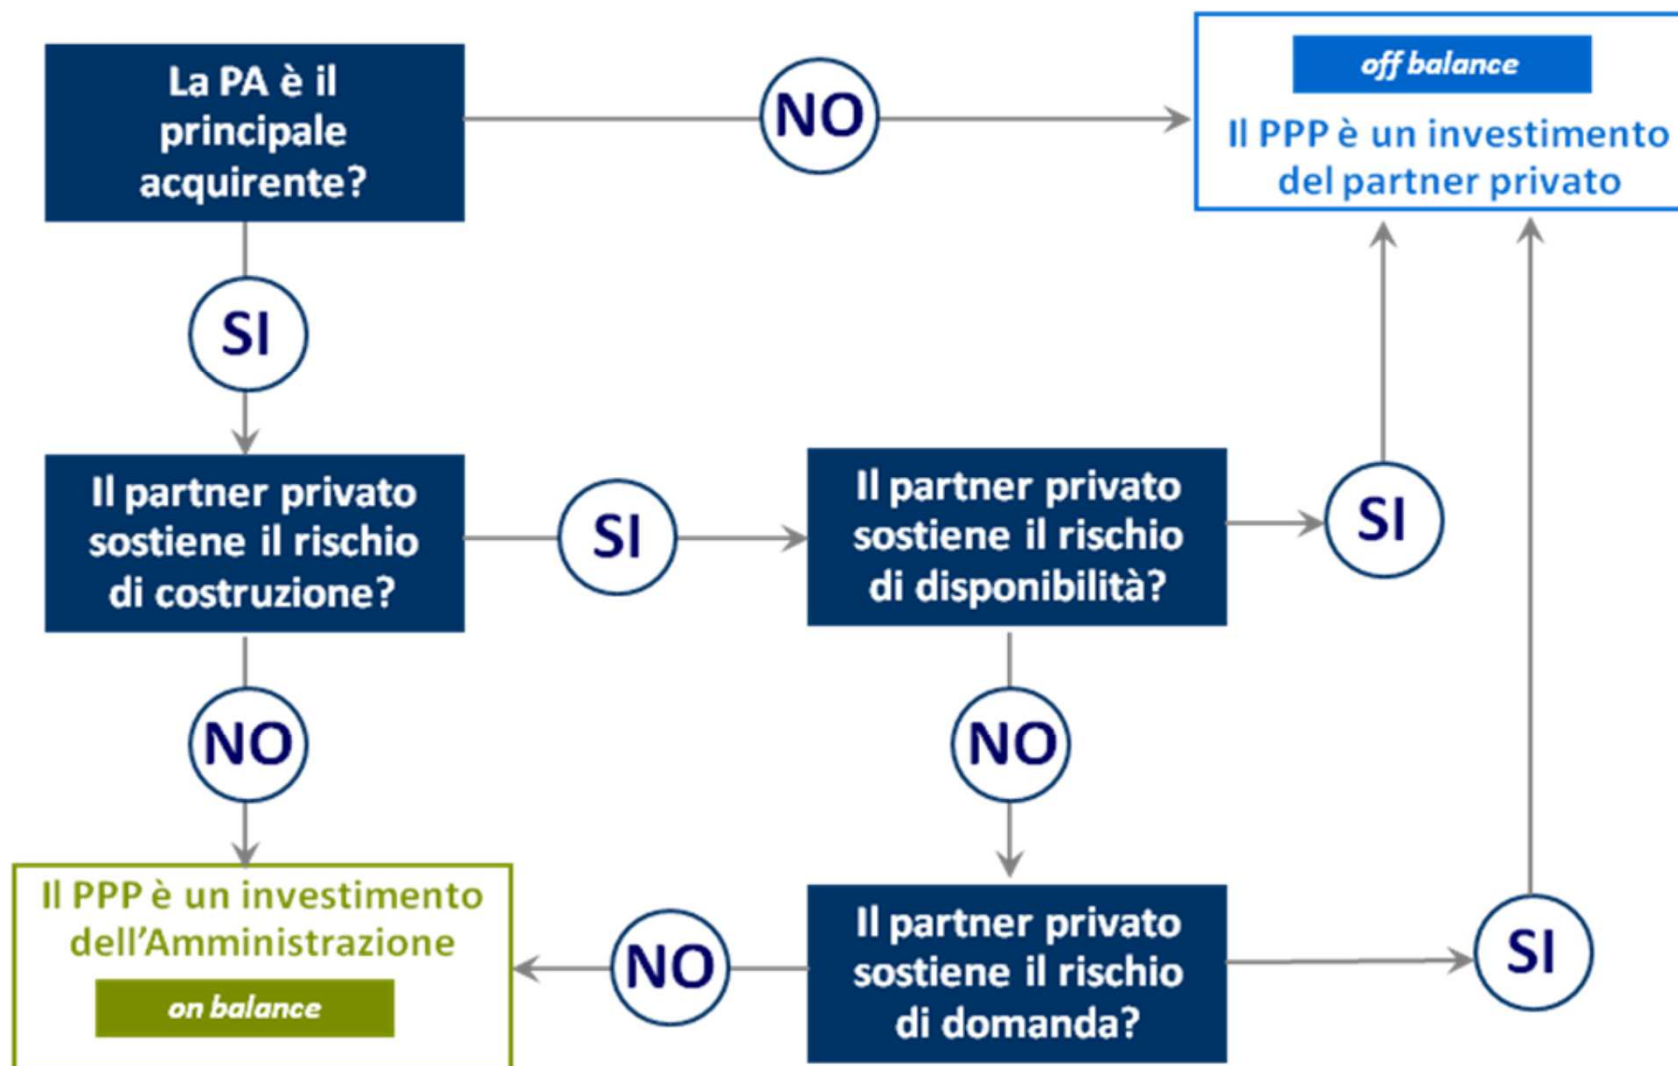 La PA è il
principale
acquirente?
NO
off balance
Il PPP è un investimento
del partner privato
SI
Il partner privato
sostiene il rischio
di costruzione?
SI
Il partner privato
sostiene il rischio
di disponibilità?
SI
NO
NO
Il PPP è un investimento
dell’Amministrazione
on balance
NO
Il partner privato
sostiene il rischio
di domanda?
SI